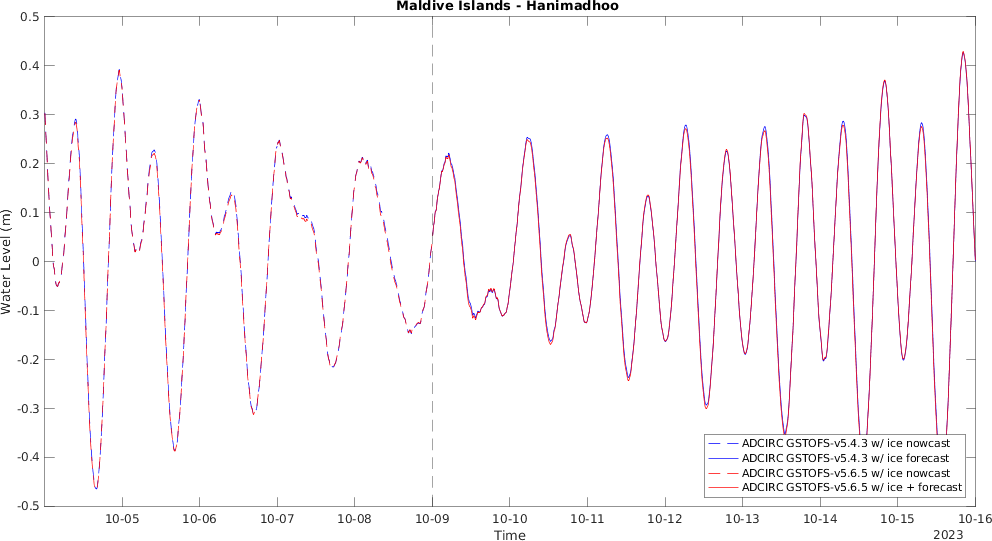 Maldive Islands - Hanimadhoo
Water Level (m)
0.5
0.4
0.3
0.2
0.1
0
-0.1
-0.2
-0.3
-0.4
-0.5
ADCIRC GSTOFS-v5.4.3 w/ ice nowcast
ADCIRC GSTOFS-v5.4.3 w/ ice forecast
ADCIRC GSTOFS-v5.6.5 w/ ice nowcast
ADCIRC GSTOFS-v5.6.5 w/ ice + forecast
10-05 10-06 10-07 10-08 10-09 10-10 10-11 10-12 10-13 10-14 10-15 10-16
Time
2023